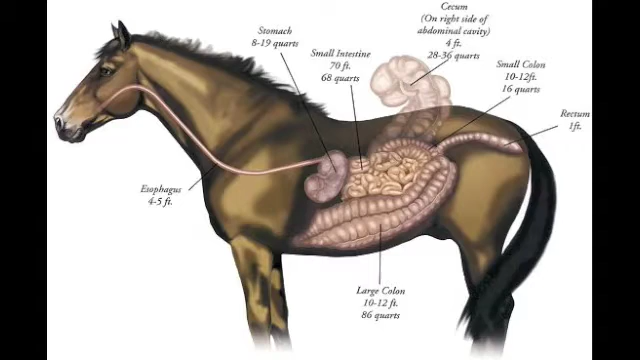 Cecum
(On right side of
abdominal cavity)
4 ft.
28-36 quarts
Stomach
8-19 quarts
Small Intestine
70 ft.
68 quarts
Small Colon
10-12ft.
16 quarts
Rectum
1ft.
Esophagus
4-5 ft.
Large Colon
10-12 ft.
86 quarts